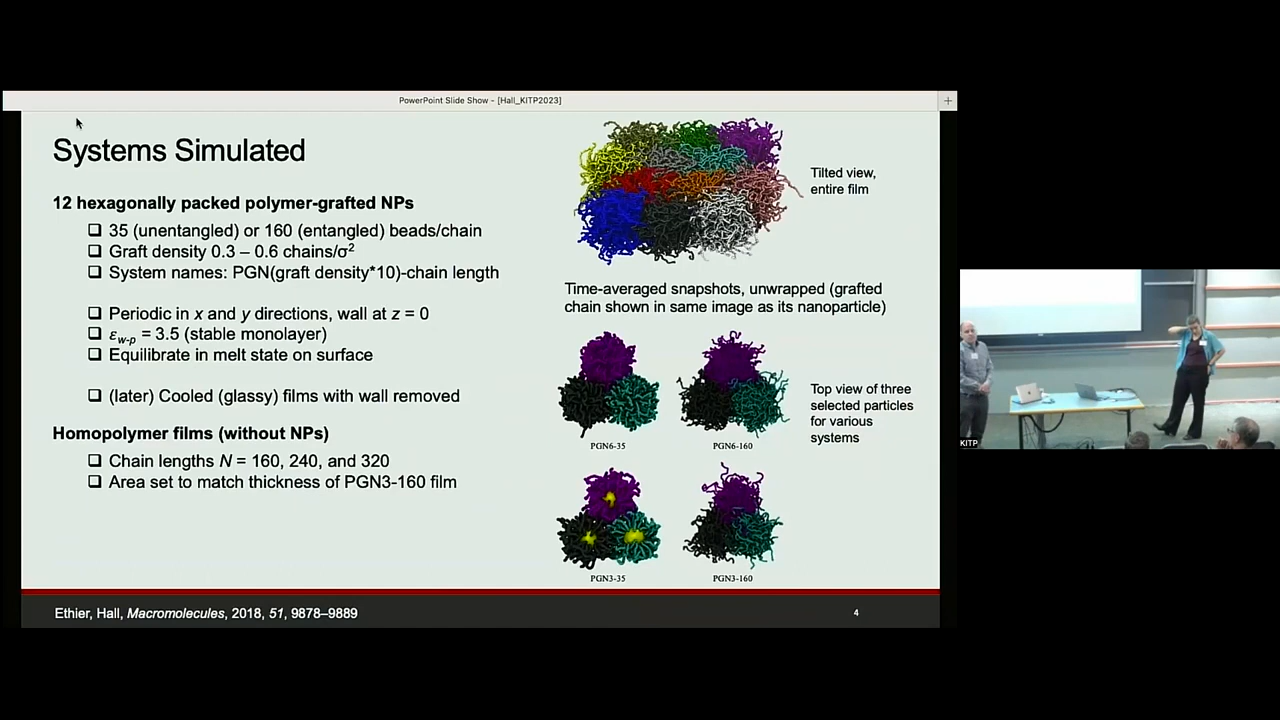 PowerPoint Slide Show - [Hall_KITP2023]
Systems Simulated
12 hexagonally packed polymer-grafted NPs
❑ 35 (unentangled) or 160 (entangled) beads/chain
❑ Graft density 0.3 – 0.6 chains/σ²
❑ System names: PGN(graft density*10)-chain length
❑ Periodic in x and y directions, wall at z = 0
❑ εw-p = 3.5 (stable monolayer)
❑ Equilibrate in melt state on surface
❑ (later) Cooled (glassy) films with wall removed
Homopolymer films (without NPs)
❑ Chain lengths N = 160, 240, and 320
❑ Area set to match thickness of PGN3-160 film
Tilted view,
entire film
Time-averaged snapshots, unwrapped (grafted
chain shown in same image as its nanoparticle)
PGN6-35
PGN6-160
Top view of three
selected particles
for various
systems
PGN3-35
PGN3-160
Ethier, Hall, Macromolecules, 2018, 51, 9878–9889
4
KITP